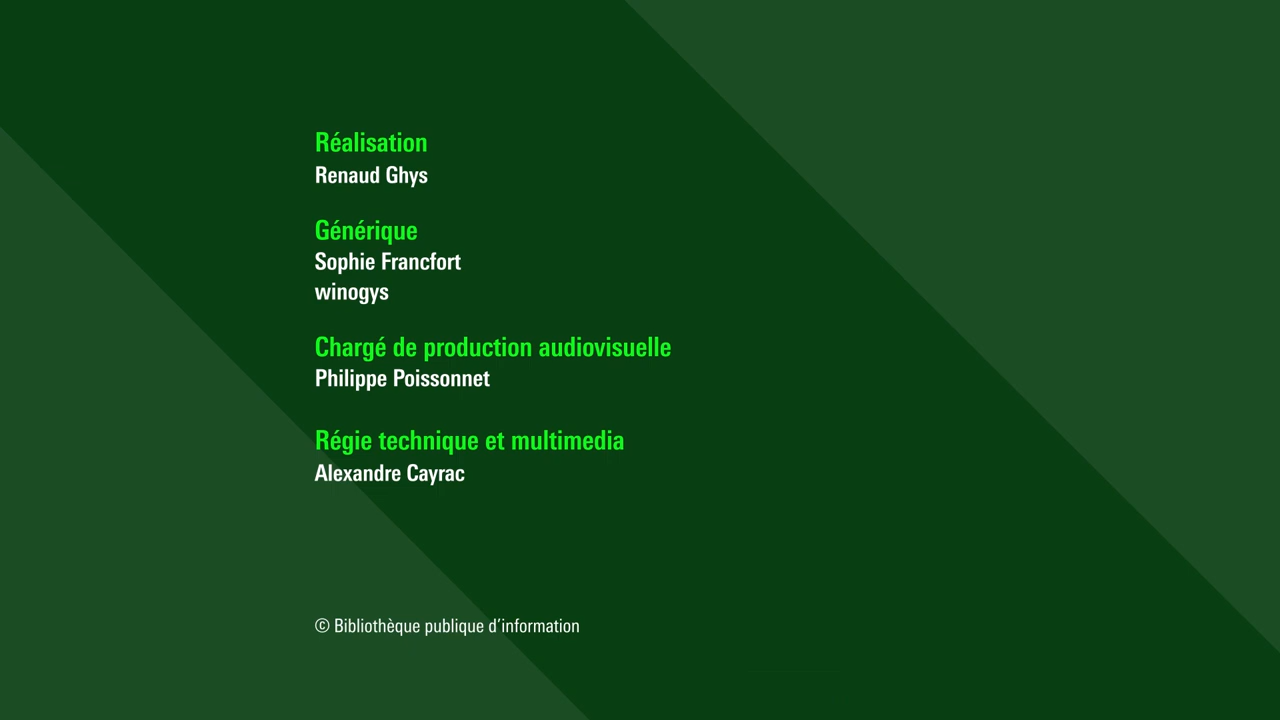 Réalisation
Renaud Ghys
Générique
Sophie Francfort
winogys
Chargé de production audiovisuelle
Philippe Poissonnet
Régie technique et multimedia
Alexandre Cayrac
© Bibliothèque publique d’information